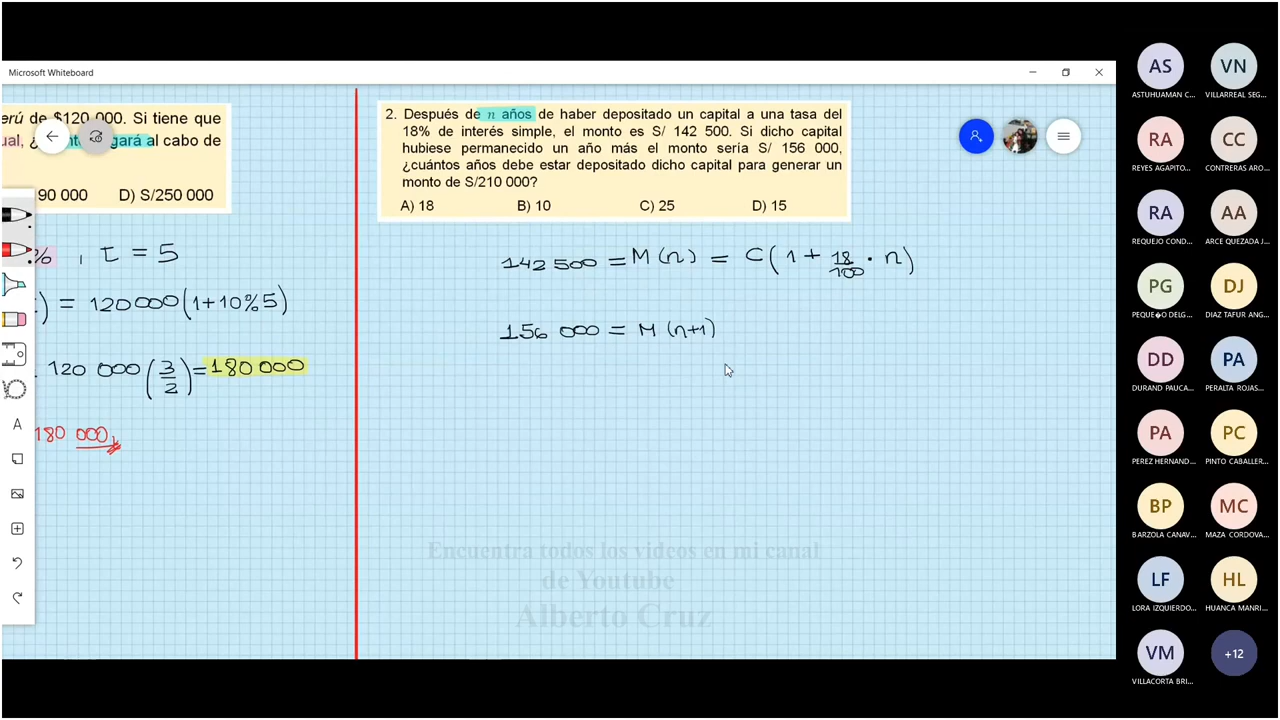 Microsoft Whiteboard
erú de $120 000. Si tiene que
ual, ¿ gará al cabo de
90 000 D) S/250 000
% , t = 5
) = 120000(1+10%5)
120 000 (3/2) = 180 000
180 000
2. Después de n años de haber depositado un capital a una tasa del
18% de interés simple, el monto es S/ 142 500. Si dicho capital
hubiese permanecido un año más el monto sería S/ 156 000,
¿cuántos años debe estar depositado dicho capital para generar un
monto de S/210 000?
A) 18 B) 10 C) 25 D) 15
142 500 = M(n) = C(1 + 18/100 · n)
156 000 = M(n+1)
Encuentra todos los videos en mi canal
de Youtube
Alberto Cruz
A
AS VN
ASTUHUAMAN C... VILLARREAL SEG...
RA CC
REYES AGAPITO... CONTRERAS ARO...
RA AA
REQUEJO COND... ARCE QUEZADA J...
PG DJ
PEQUE�O DELG... DIAZ TAFUR ANG...
DD PA
DURAND PAUCA... PERALTA ROJAS...
PA PC
PEREZ HERNAND... PINTO CABALLER...
BP MC
BARZOLA CANAV... MAZA CORDOVA...
LF HL
LORA IZQUIERDO... HUANCA MANRI...
VM +12
VILLACORTA BRI...